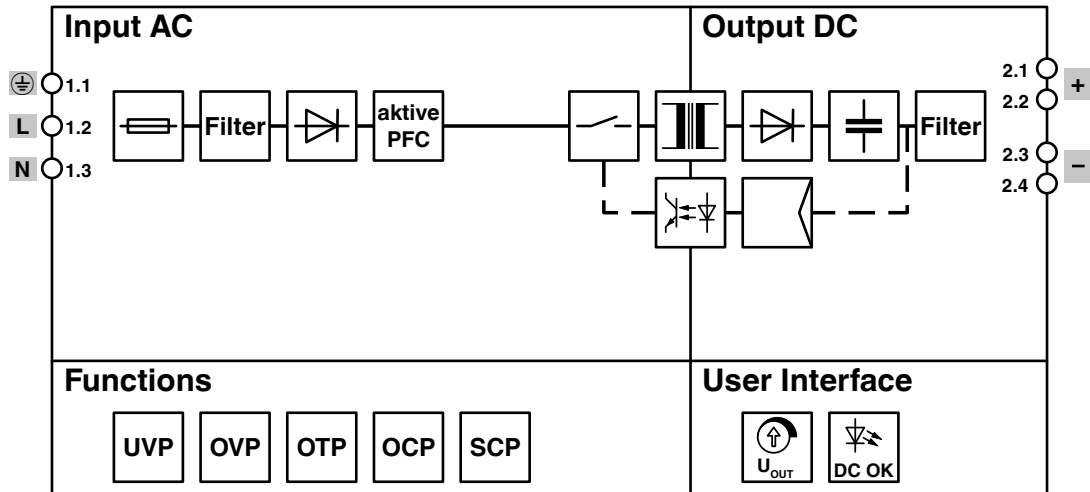 Input AC
Output DC
1.1
L
1.2
N
1.3
Filter
aktive
PFC
Filter
2.1
2.2
+
2.3
2.4
−
Functions
UVP
OVP
OTP
OCP
SCP
User Interface
UOUT
DC OK